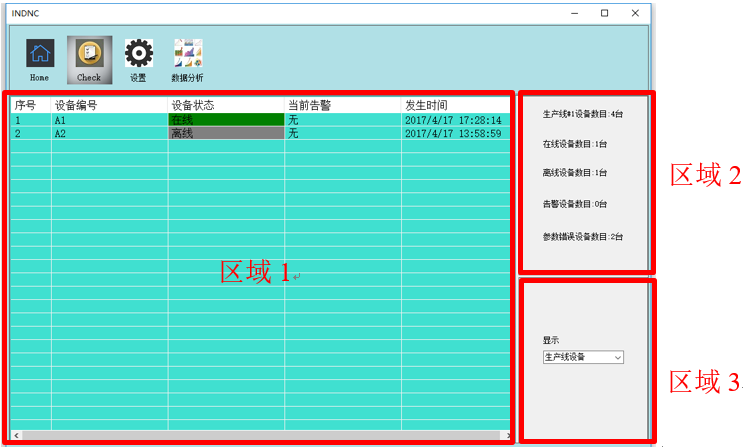 INDNC
Home Check 设置 数据分析
序号 设备编号 设备状态 当前告警 发生时间
1 A1 在线 无 2017/4/17 17:28:14
2 A2 离线 无 2017/4/17 13:58:59
生产线#1设备数目:4台
在线设备数目:1台
离线设备数目:1台
告警设备数目:0台
参数错误设备数目:2台
区域 2
区域 1
显示
生产线设备
区域 3